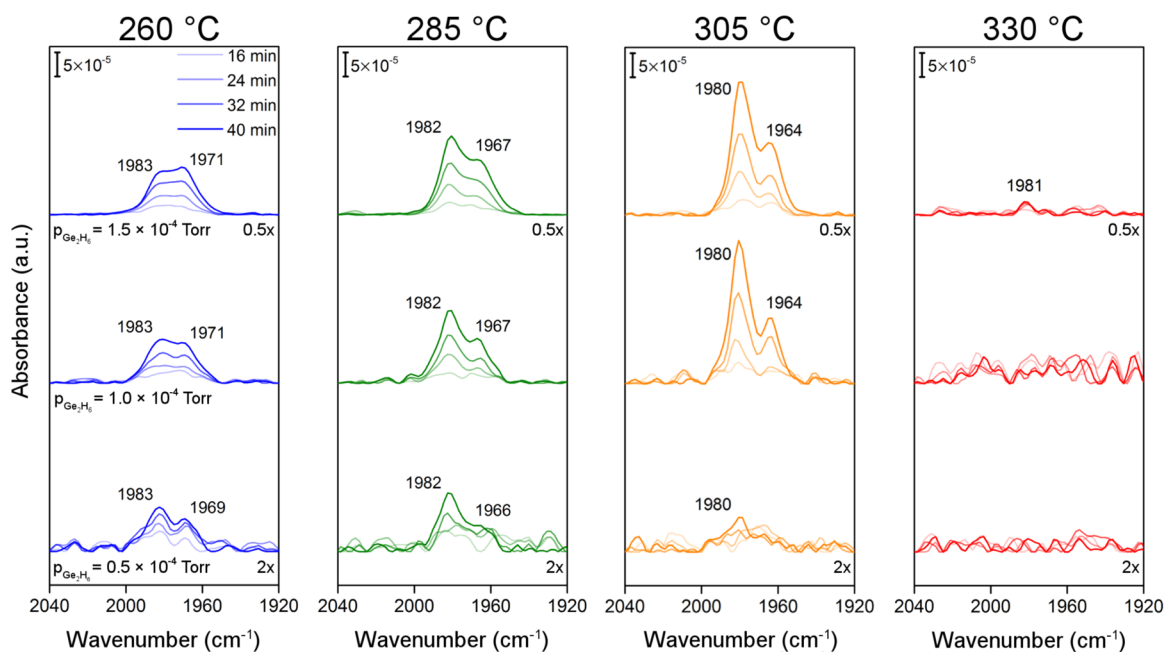 260 °C
285 °C
305 °C
330 °C
5×10⁻⁵
16 min
24 min
32 min
40 min
5×10⁻⁵
5×10⁻⁵
5×10⁻⁵
1983
1971
1982
1967
1980
1964
1981
p_Ge₂H₆ = 1.5 × 10⁻⁴ Torr
0.5x
0.5x
0.5x
0.5x
1983
1971
1982
1967
1980
1964
p_Ge₂H₆ = 1.0 × 10⁻⁴ Torr
1983
1969
1982
1966
1980
p_Ge₂H₆ = 0.5 × 10⁻⁴ Torr
2x
2x
2x
2x
2040
2000
1960
1920
2040
2000
1960
1920
2040
2000
1960
1920
2040
2000
1960
1920
Wavenumber (cm⁻¹)
Wavenumber (cm⁻¹)
Wavenumber (cm⁻¹)
Wavenumber (cm⁻¹)
Absorbance (a.u.)